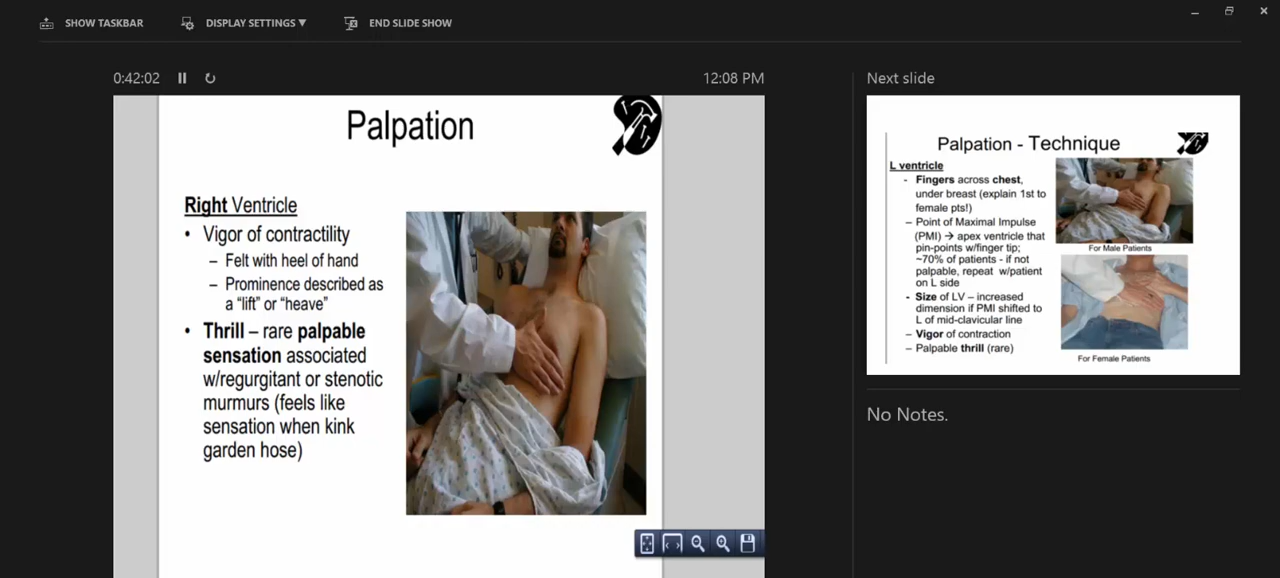 SHOW TASKBAR
DISPLAY SETTINGS ▼
END SLIDE SHOW
0:42:02
12:08 PM
Palpation
Right Ventricle
• Vigor of contractility
– Felt with heel of hand
– Prominence described as
a “lift” or “heave”
• Thrill – rare palpable
sensation associated
w/regurgitant or stenotic
murmurs (feels like
sensation when kink
garden hose)
Next slide
Palpation - Technique
L ventricle
- Fingers across chest,
under breast (explain 1st to
female pts!)
– Point of Maximal Impulse
(PMI) → apex ventricle that
pin-points w/finger tip;
~70% of patients - if not
palpable, repeat w/patient
on L side
- Size of LV – increased
dimension if PMI shifted to
L of mid-clavicular line
– Vigor of contraction
– Palpable thrill (rare)
For Male Patients
For Female Patients
No Notes.